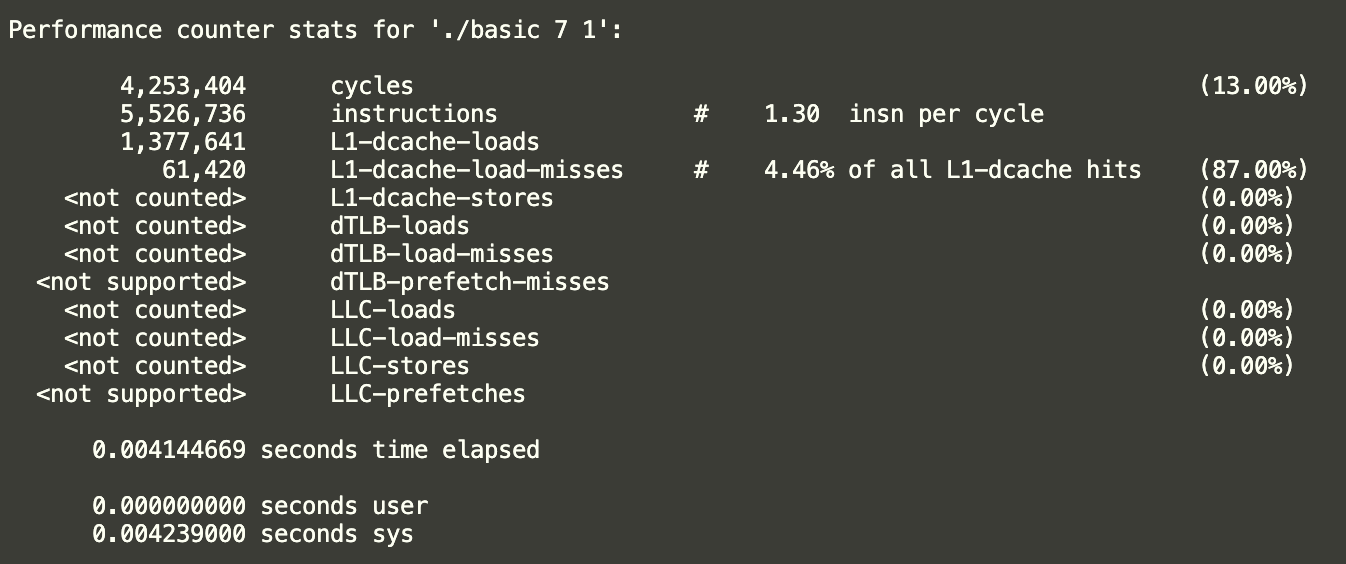 Performance counter stats for './basic 7 1':
4,253,404 cycles (13.00%)
5,526,736 instructions # 1.30 insn per cycle
1,377,641 L1-dcache-loads
61,420 L1-dcache-load-misses # 4.46% of all L1-dcache hits (87.00%)
<not counted> L1-dcache-stores (0.00%)
<not counted> dTLB-loads (0.00%)
<not counted> dTLB-load-misses (0.00%)
<not supported> dTLB-prefetch-misses
<not counted> LLC-loads (0.00%)
<not counted> LLC-load-misses (0.00%)
<not counted> LLC-stores (0.00%)
<not supported> LLC-prefetches
0.004144669 seconds time elapsed
0.000000000 seconds user
0.004239000 seconds sys